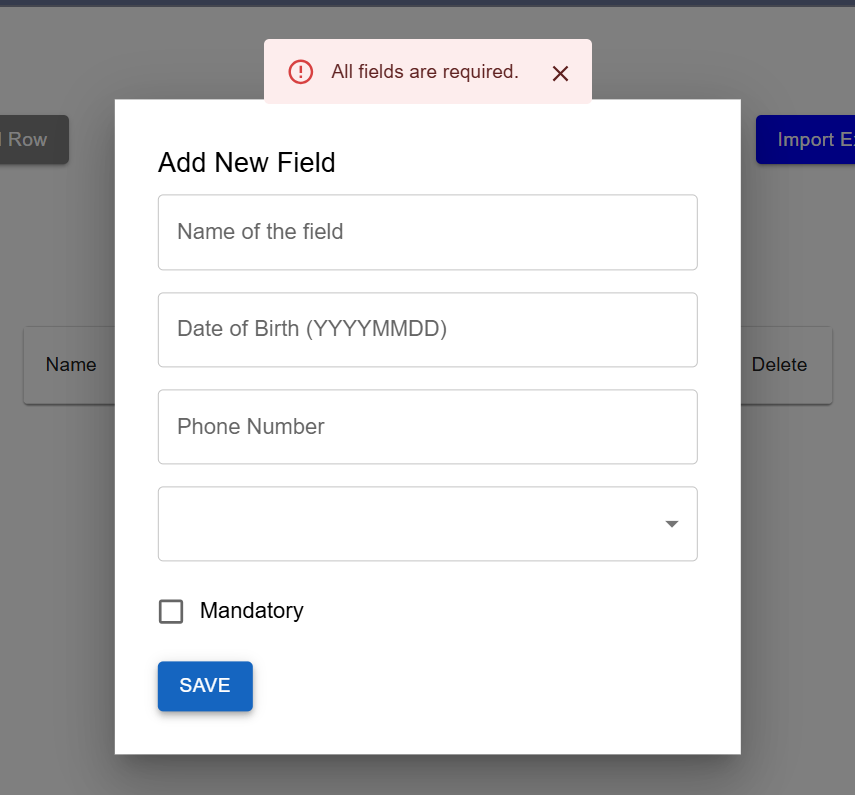 All fields are required.
Row
Import
Add New Field
Name of the field
Date of Birth (YYYYMMDD)
Name
Delete
Phone Number
Mandatory
SAVE